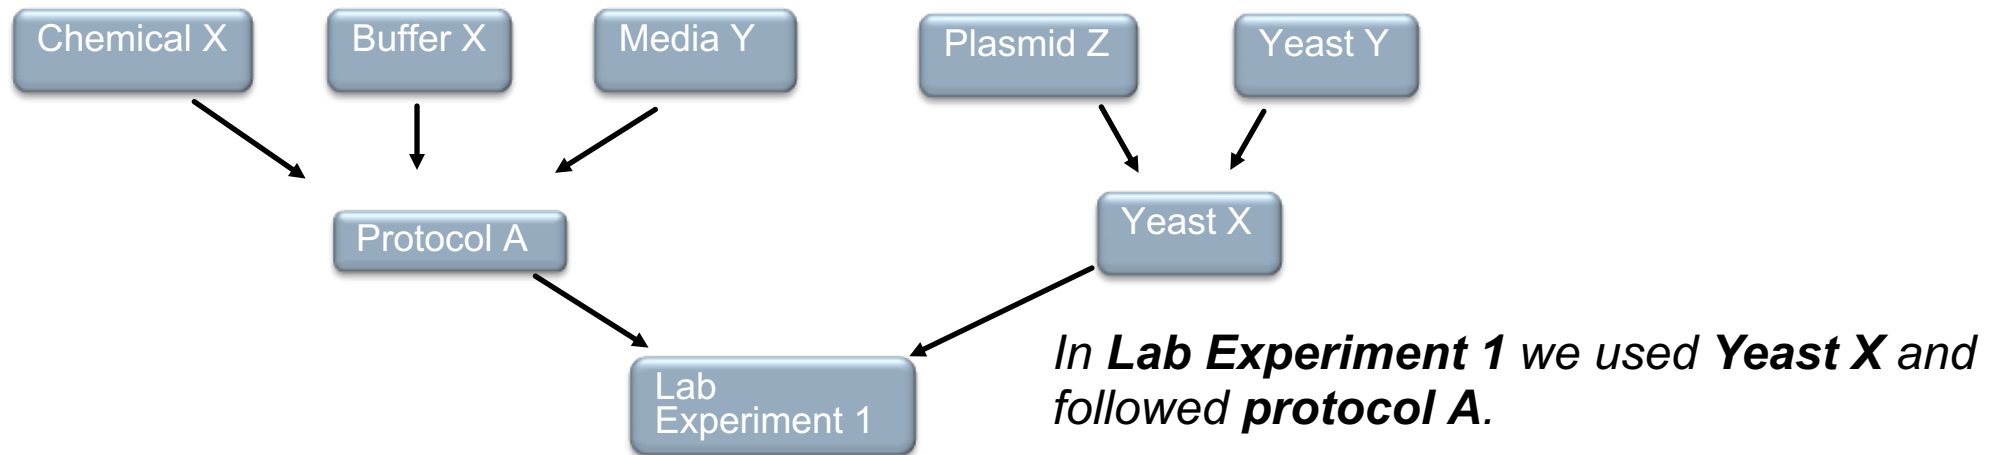 Chemical X
Buffer X
Media Y
Plasmid Z
Yeast Y
Protocol A
Yeast X
Lab
Experiment 1
In Lab Experiment 1 we used Yeast X and
followed protocol A.